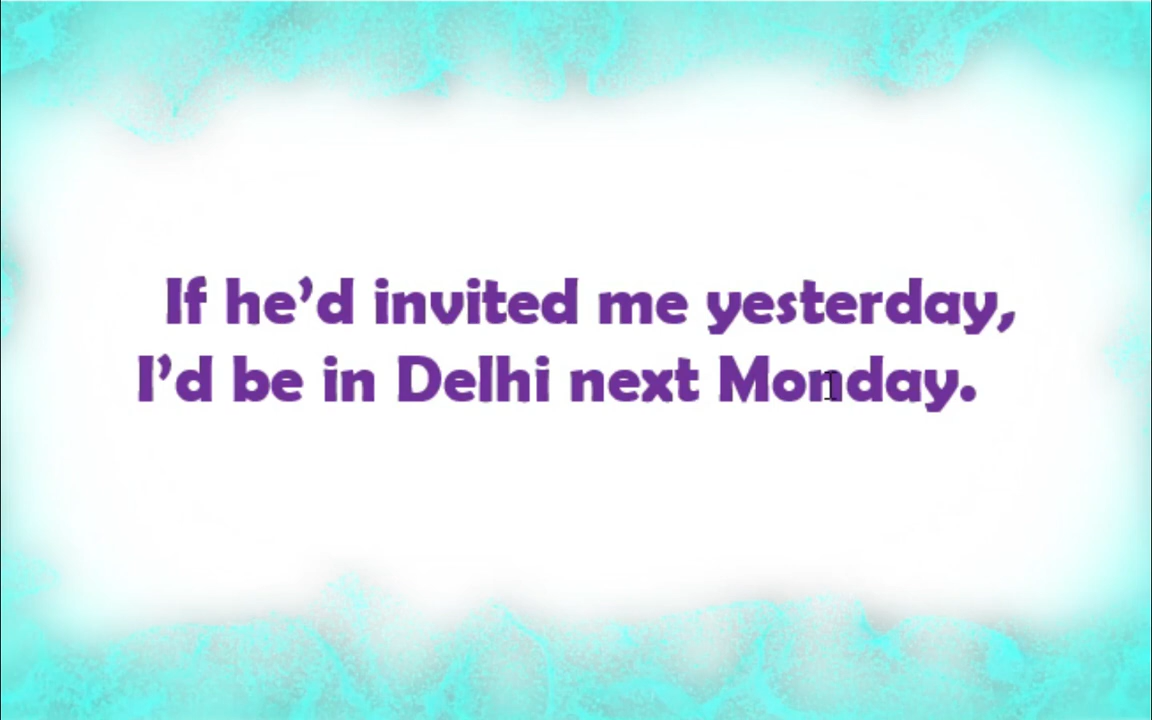 If he’d invited me yesterday,
I’d be in Delhi next Monday.